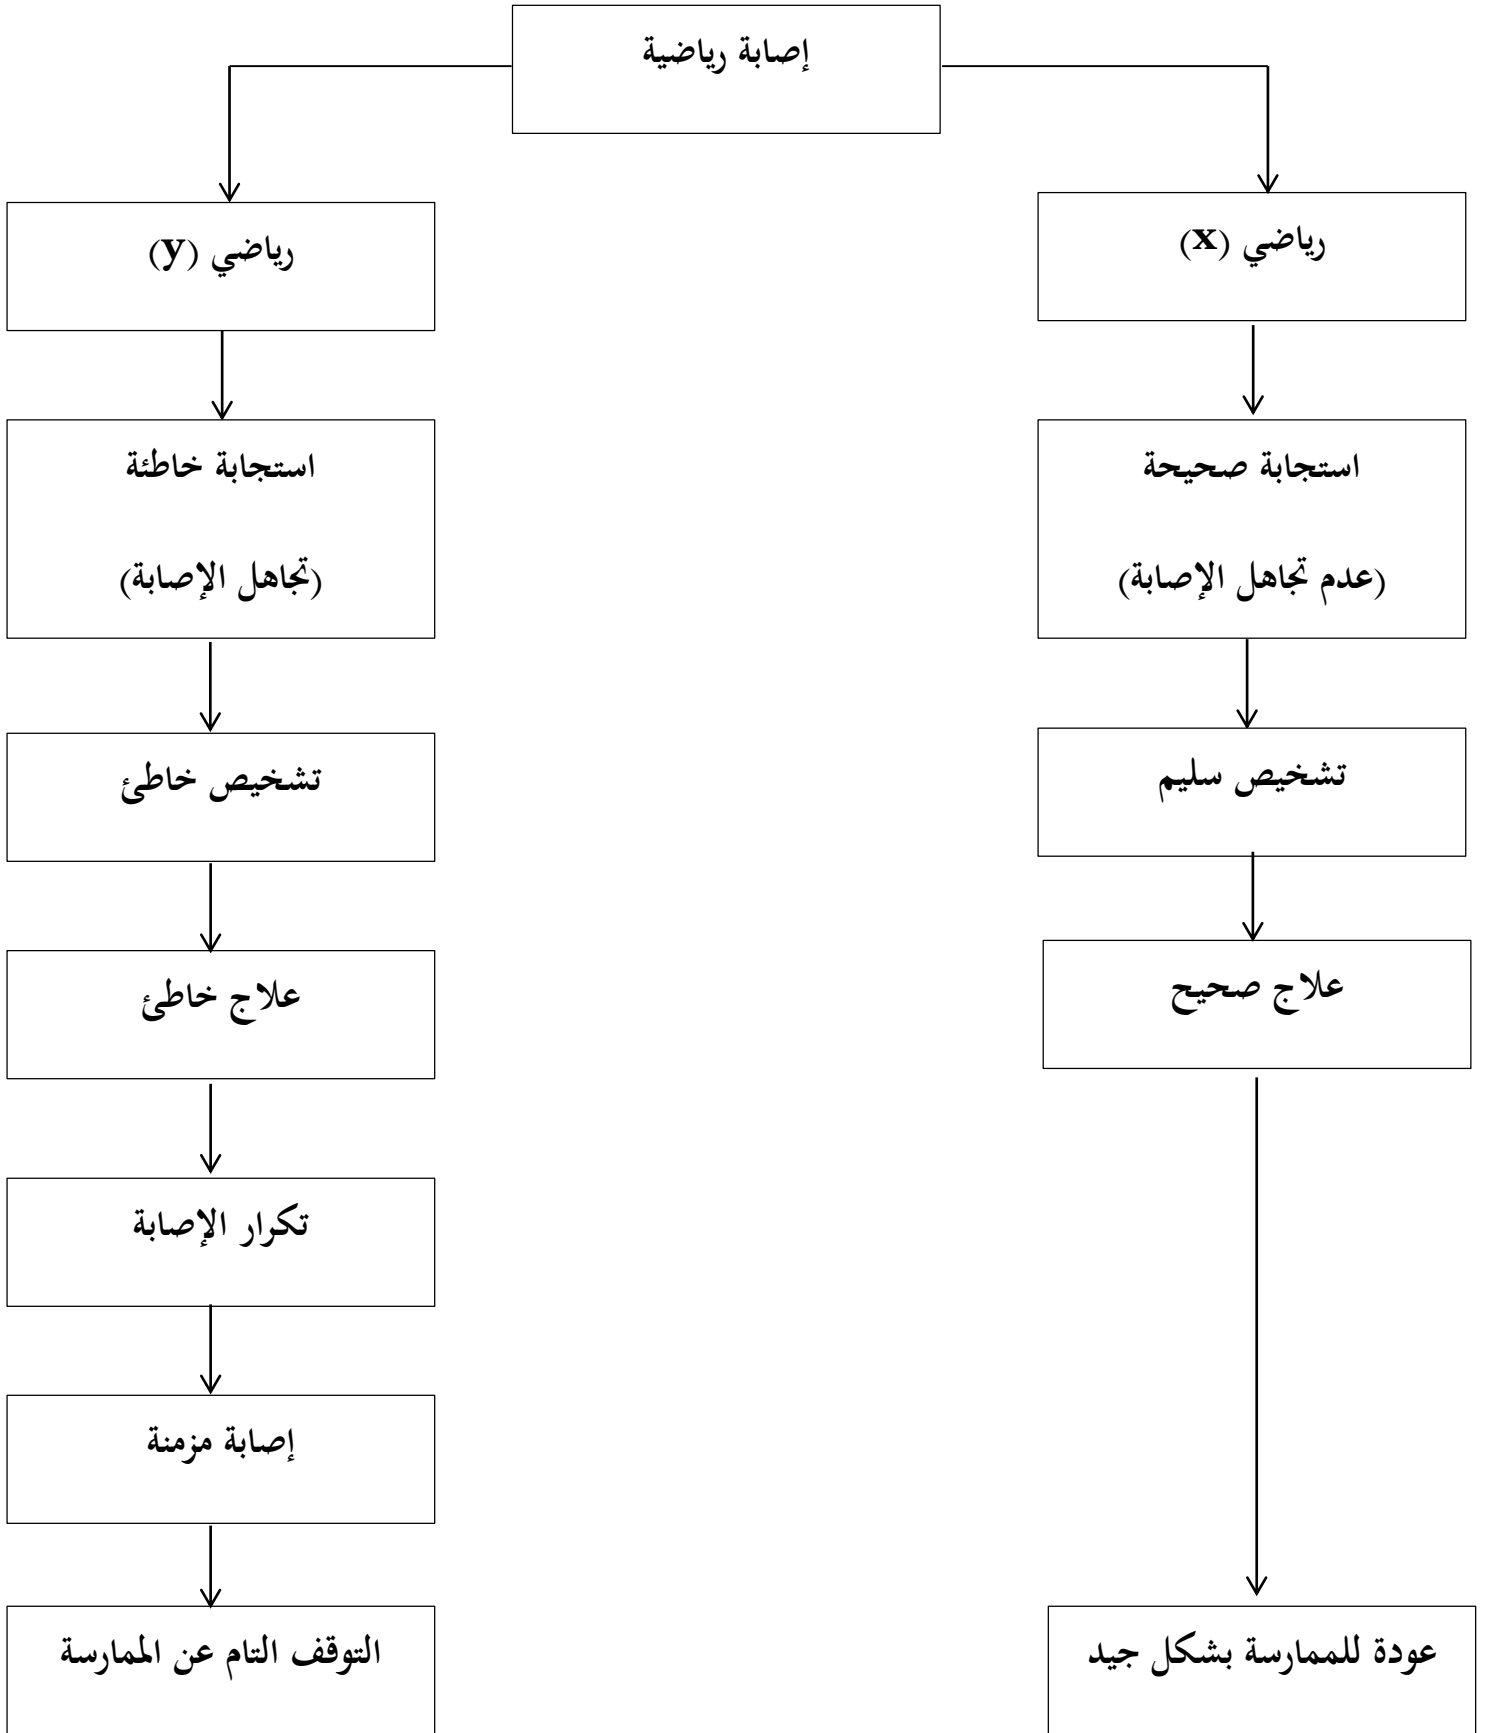 إصابة رياضية
رياضي (x)
رياضي (y)
استجابة صحيحة
(عدم تجاهل الإصابة)
استجابة خاطئة
(تجاهل الإصابة)
تشخيص سليم
تشخيص خاطئ
علاج صحيح
علاج خاطئ
تكرار الإصابة
إصابة مزمنة
عودة للممارسة بشكل جيد
التوقف التام عن الممارسة